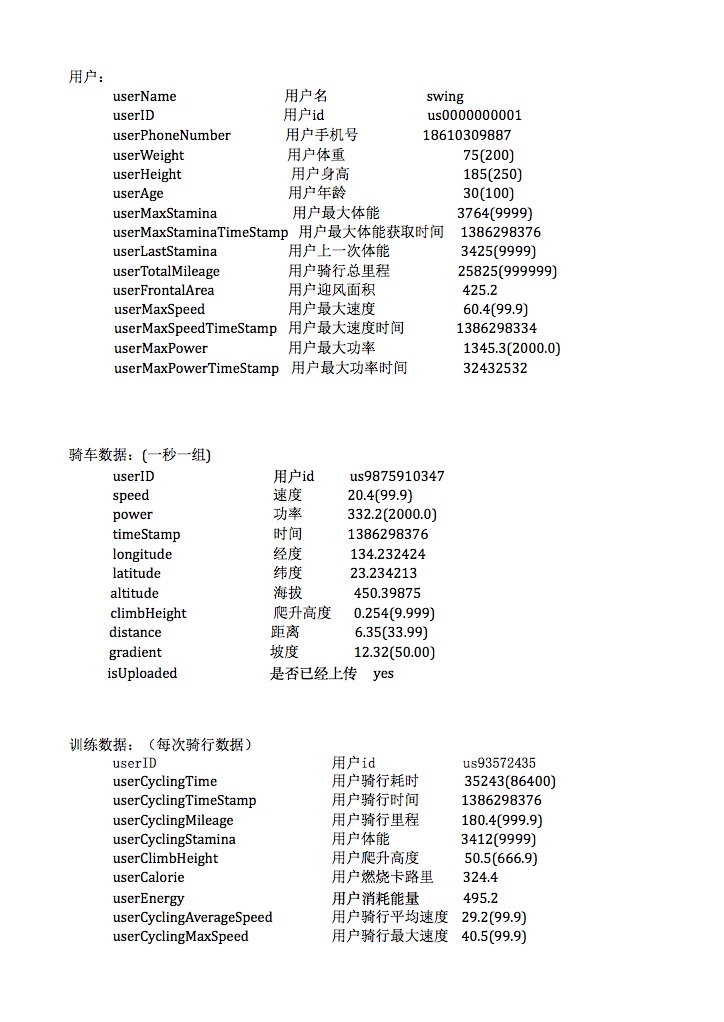 用户：
userName 用户名 swing
userID 用户id us0000000001
userPhoneNumber 用户手机号 18610309887
userWeight 用户体重 75(200)
userHeight 用户身高 185(250)
userAge 用户年龄 30(100)
userMaxStamina 用户最大体能 3764(9999)
userMaxStaminaTimeStamp 用户最大体能获取时间 1386298376
userLastStamina 用户上一次体能 3425(9999)
userTotalMileage 用户骑行总里程 25825(999999)
userFrontalArea 用户迎风面积 425.2
userMaxSpeed 用户最大速度 60.4(99.9)
userMaxSpeedTimeStamp 用户最大速度时间 1386298334
userMaxPower 用户最大功率 1345.3(2000.0)
userMaxPowerTimeStamp 用户最大功率时间 32432532
骑车数据：(一秒一组)
userID 用户id us9875910347
speed 速度 20.4(99.9)
power 功率 332.2(2000.0)
timeStamp 时间 1386298376
longitude 经度 134.232424
latitude 纬度 23.234213
altitude 海拔 450.39875
climbHeight 爬升高度 0.254(9.999)
distance 距离 6.35(33.99)
gradient 坡度 12.32(50.00)
isUploaded 是否已经上传 yes
训练数据：（每次骑行数据）
userID 用户id us93572435
userCyclingTime 用户骑行耗时 35243(86400)
userCyclingTimeStamp 用户骑行时间 1386298376
userCyclingMileage 用户骑行里程 180.4(999.9)
userCyclingStamina 用户体能 3412(9999)
userClimbHeight 用户爬升高度 50.5(666.9)
userCalorie 用户燃烧卡路里 324.4
userEnergy 用户消耗能量 495.2
userCyclingAverageSpeed 用户骑行平均速度 29.2(99.9)
userCyclingMaxSpeed 用户骑行最大速度 40.5(99.9)